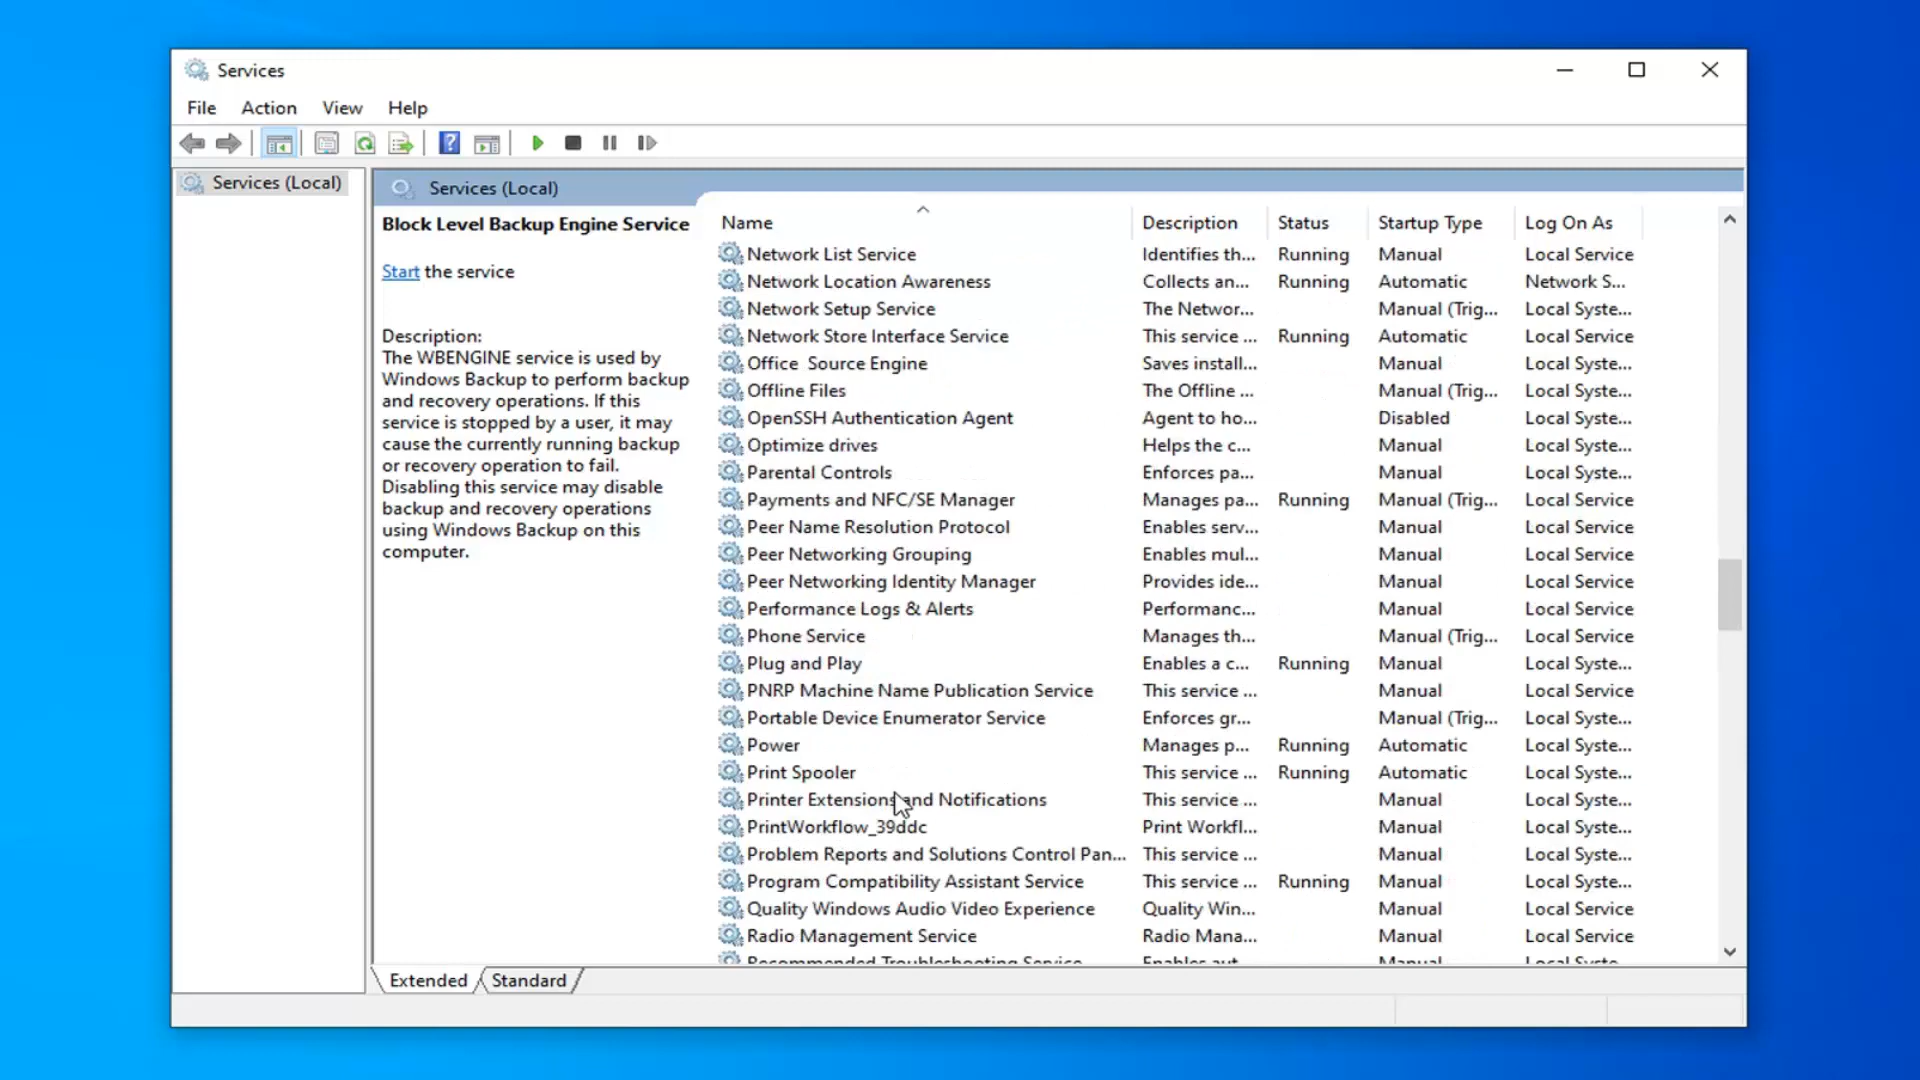 Services
File Action View Help
Services (Local)
Services (Local)
Block Level Backup Engine Service
Start the service
Description:
The WBENGINE service is used by
Windows Backup to perform backup
and recovery operations. If this
service is stopped by a user, it may
cause the currently running backup
or recovery operation to fail.
Disabling this service may disable
backup and recovery operations
using Windows Backup on this
computer.
Name Description Status Startup Type Log On As
Network List Service Identifies th... Running Manual Local Service
Network Location Awareness Collects an... Running Automatic Network S...
Network Setup Service The Networ... Manual (Trig... Local Syste...
Network Store Interface Service This service ... Running Automatic Local Service
Office  Source Engine Saves install... Manual Local Syste...
Offline Files The Offline ... Manual (Trig... Local Syste...
OpenSSH Authentication Agent Agent to ho... Disabled Local Syste...
Optimize drives Helps the c... Manual Local Syste...
Parental Controls Enforces pa... Manual Local Syste...
Payments and NFC/SE Manager Manages pa... Running Manual (Trig... Local Service
Peer Name Resolution Protocol Enables serv... Manual Local Service
Peer Networking Grouping Enables mul... Manual Local Service
Peer Networking Identity Manager Provides ide... Manual Local Service
Performance Logs & Alerts Performanc... Manual Local Service
Phone Service Manages th... Manual (Trig... Local Service
Plug and Play Enables a c... Running Manual Local Syste...
PNRP Machine Name Publication Service This service ... Manual Local Service
Portable Device Enumerator Service Enforces gr... Manual (Trig... Local Syste...
Power Manages p... Running Automatic Local Syste...
Print Spooler This service ... Running Automatic Local Syste...
Printer Extensions and Notifications This service ... Manual Local Syste...
PrintWorkflow_39ddc Print Workfl... Manual Local Syste...
Problem Reports and Solutions Control Pan... This service ... Manual Local Syste...
Program Compatibility Assistant Service This service ... Running Manual Local Syste...
Quality Windows Audio Video Experience Quality Win... Manual Local Service
Radio Management Service Radio Mana... Manual Local Service
Recommended Troubleshooting Service Enables aut... Manual Local Syste...
Extended Standard